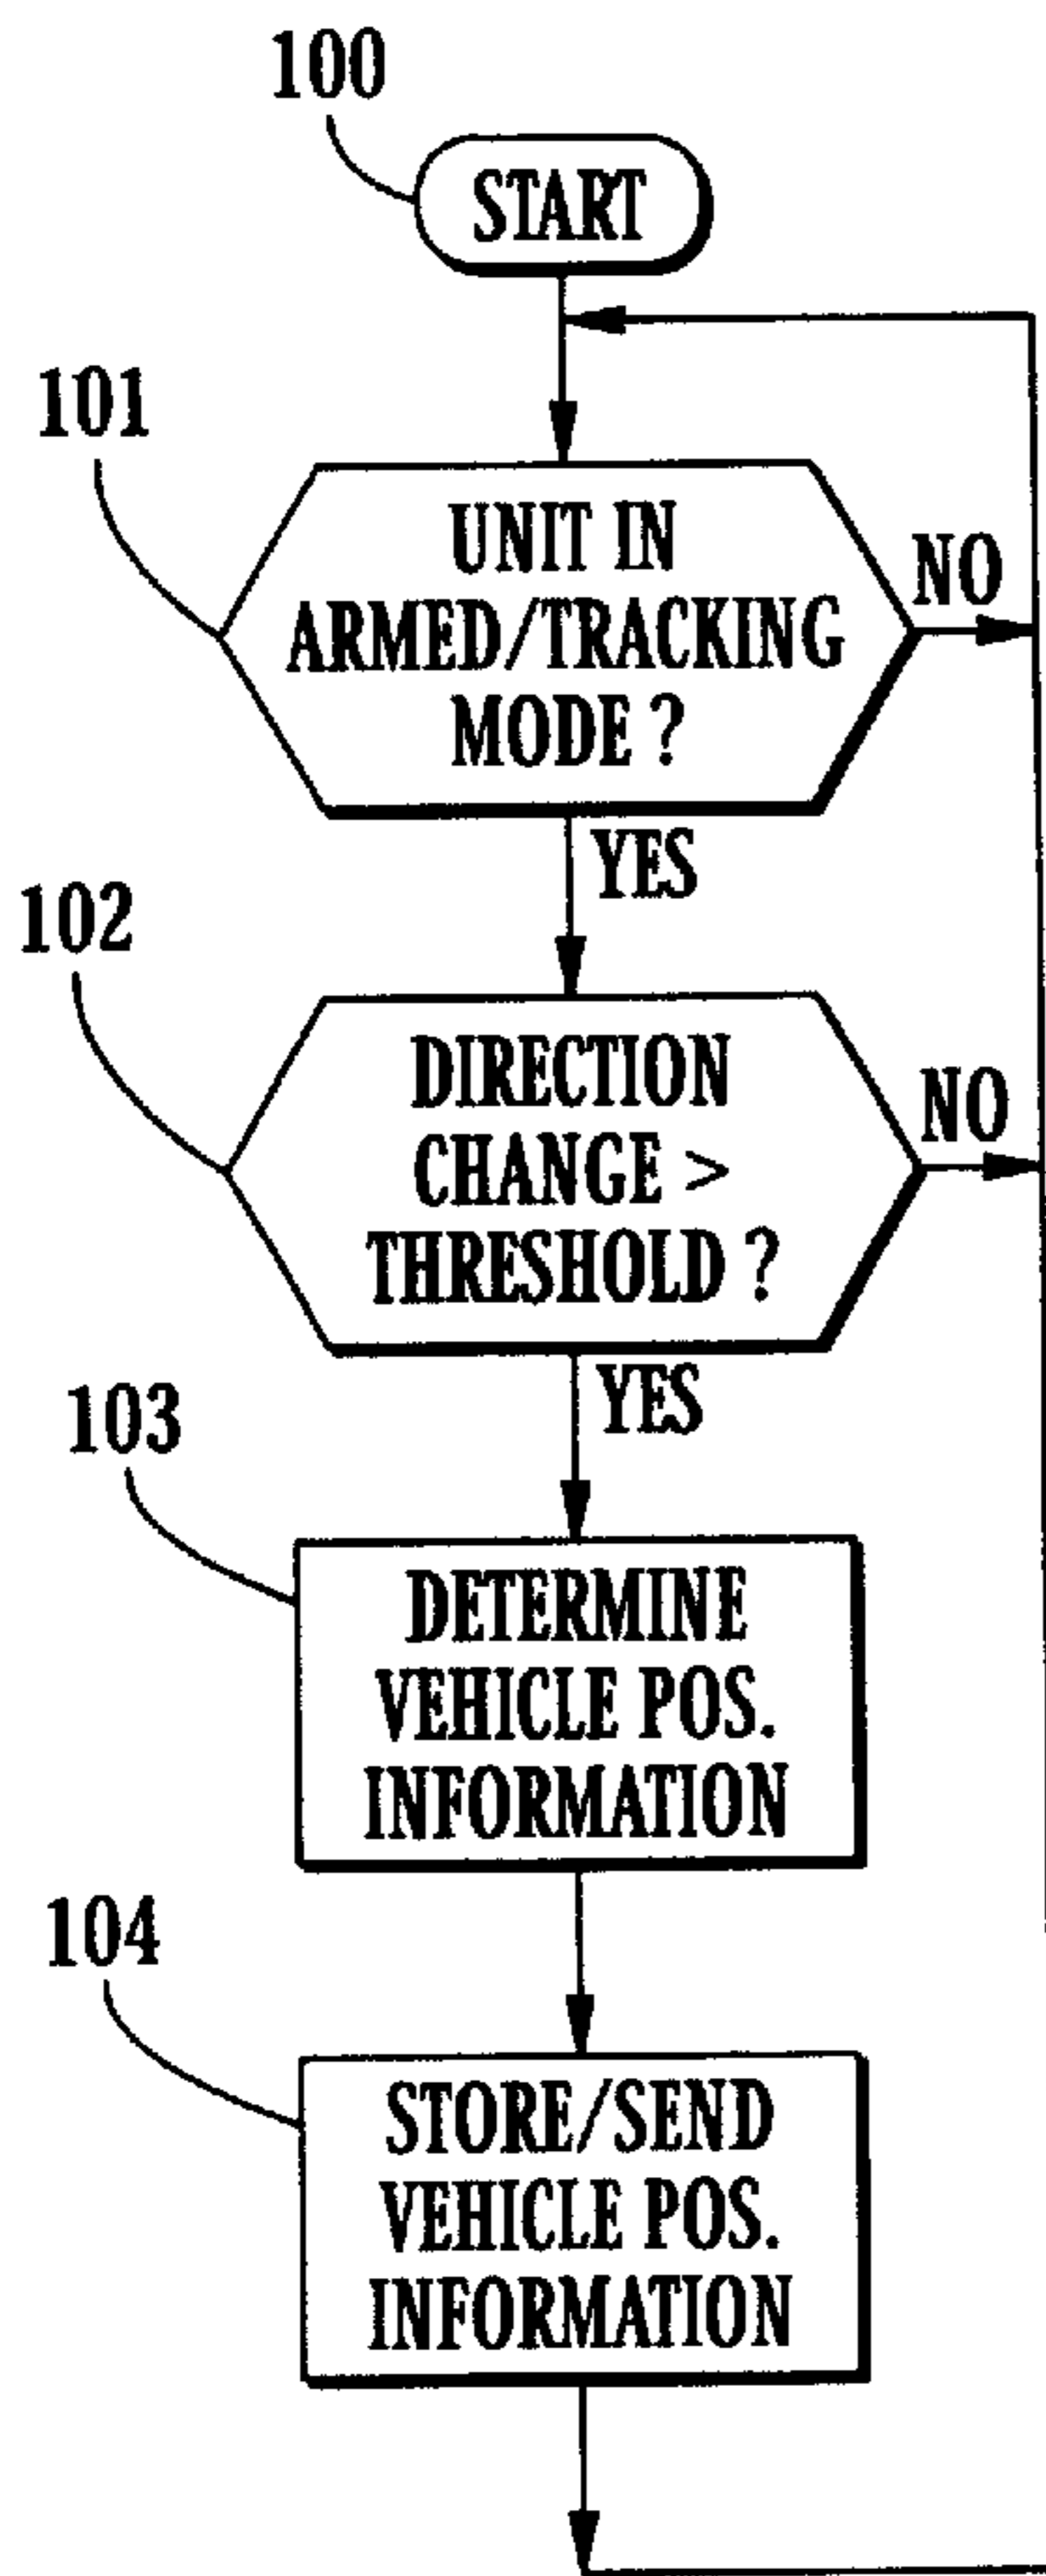 100
START
101
UNIT IN
ARMED/TRACKING
MODE ?
NO
YES
102
DIRECTION
CHANGE >
THRESHOLD ?
NO
YES
103
DETERMINE
VEHICLE POS.
INFORMATION
104
STORE/SEND
VEHICLE POS.
INFORMATION